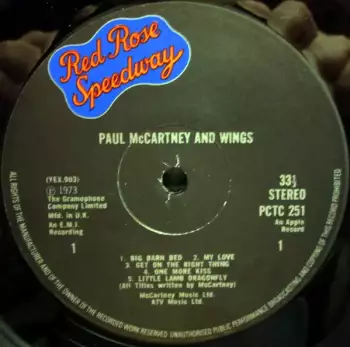 Red Rose
Speedway
PAUL McCARTNEY AND WINGS
(YEX.903)
℗ 1973
The Gramophone
Company Limited
Mfd. in U.K.
An E.M.I.
Recording
1
33⅓
STEREO
PCTC 251
An Apple
Record
1
1 BIG BARN BED 2 MY LOVE
3 GET ON THE RIGHT THING
4 ONE MORE KISS
5 LITTLE LAMB DRAGONFLY
(All Titles written by McCartney)
McCartney Music Ltd.
KTV Music Ltd.
ALL RIGHTS OF THE MANUFACTURER AND OF THE OWNER OF THE RECORDED WORK RESERVED UNAUTHORISED PUBLIC PERFORMANCE BROADCASTING AND COPYING OF THIS RECORD PROHIBITED